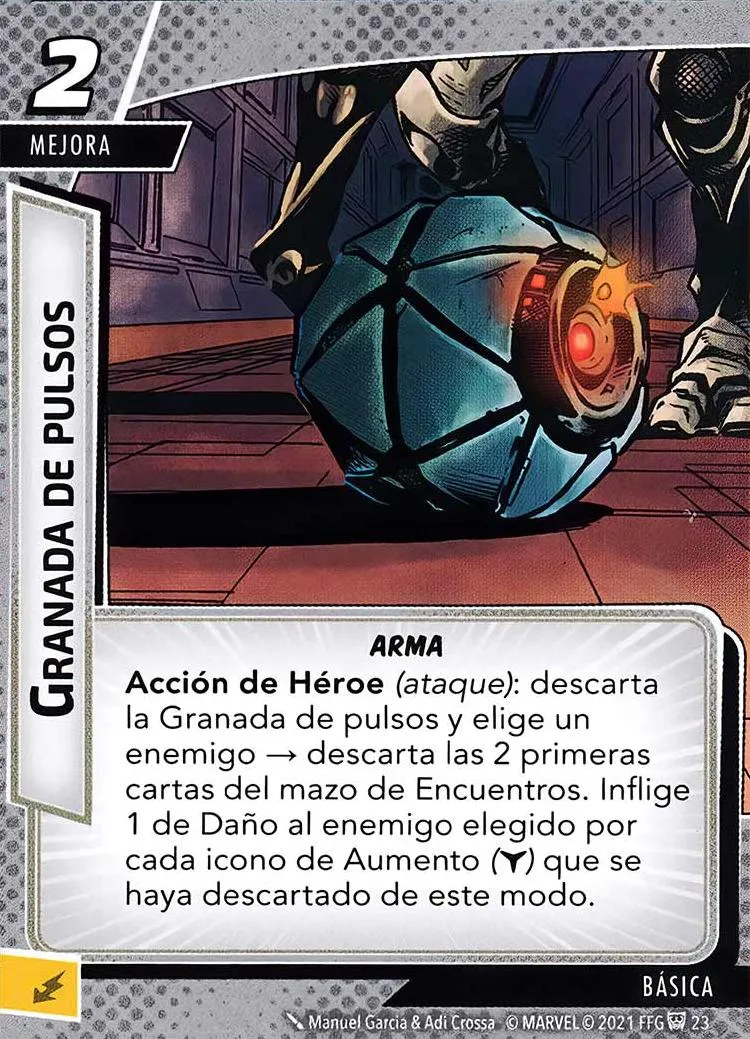 2
MEJORA
GRANADA DE PULSOS
ARMA
Acción de Héroe (ataque): descarta
la Granada de pulsos y elige un
enemigo → descarta las 2 primeras
cartas del mazo de Encuentros. Inflige
1 de Daño al enemigo elegido por
cada icono de Aumento () que se
haya descartado de este modo.
BÁSICA
Manuel Garcia & Adi Crossa © MARVEL © 2021 FFG 23